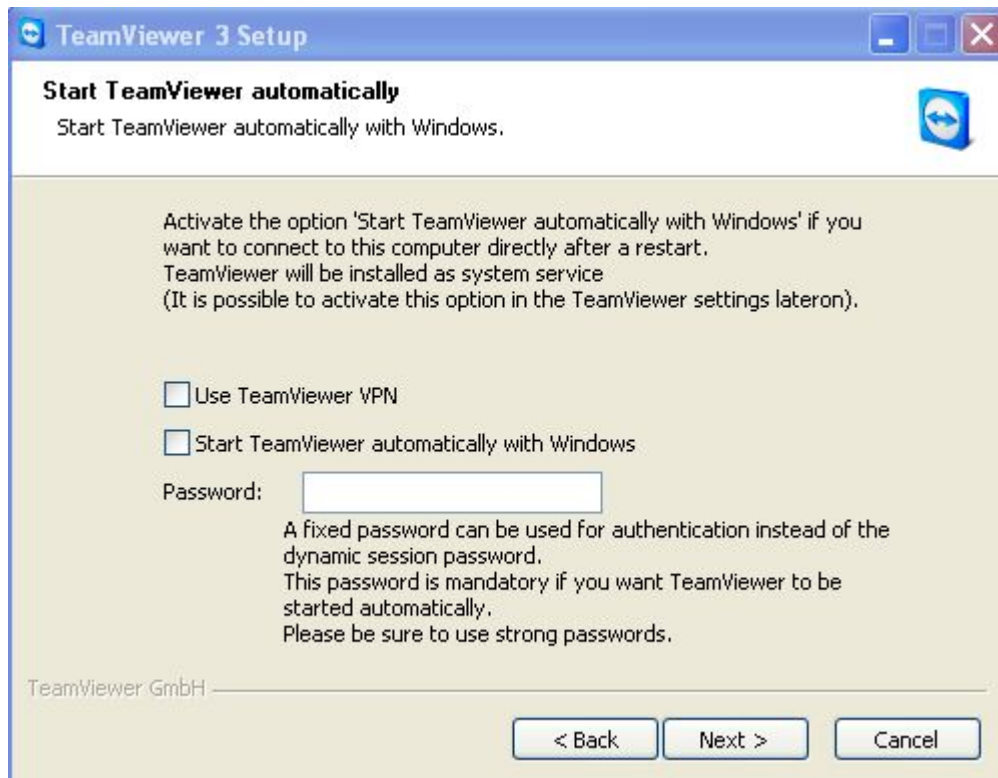 TeamViewer 3 Setup
Start TeamViewer automatically
Start TeamViewer automatically with Windows.
Activate the option 'Start TeamViewer automatically with Windows' if you
want to connect to this computer directly after a restart.
TeamViewer will be installed as system service
(It is possible to activate this option in the TeamViewer settings lateron).
Use TeamViewer VPN
Start TeamViewer automatically with Windows
Password:
A fixed password can be used for authentication instead of the
dynamic session password.
This password is mandatory if you want TeamViewer to be
started automatically.
Please be sure to use strong passwords.
TeamViewer GmbH
< Back Next > Cancel